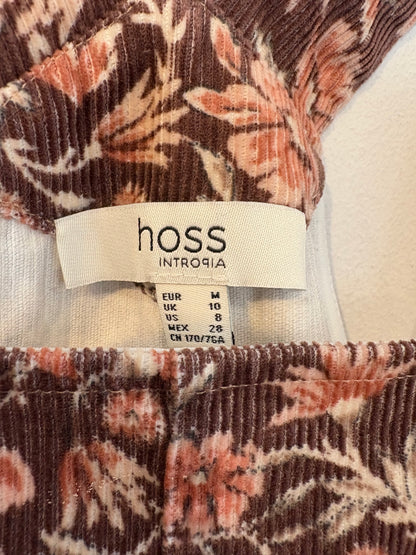 hoss
INTROPIA
EUR M
UK 10
US 8
MEX 28
CN 170/76A